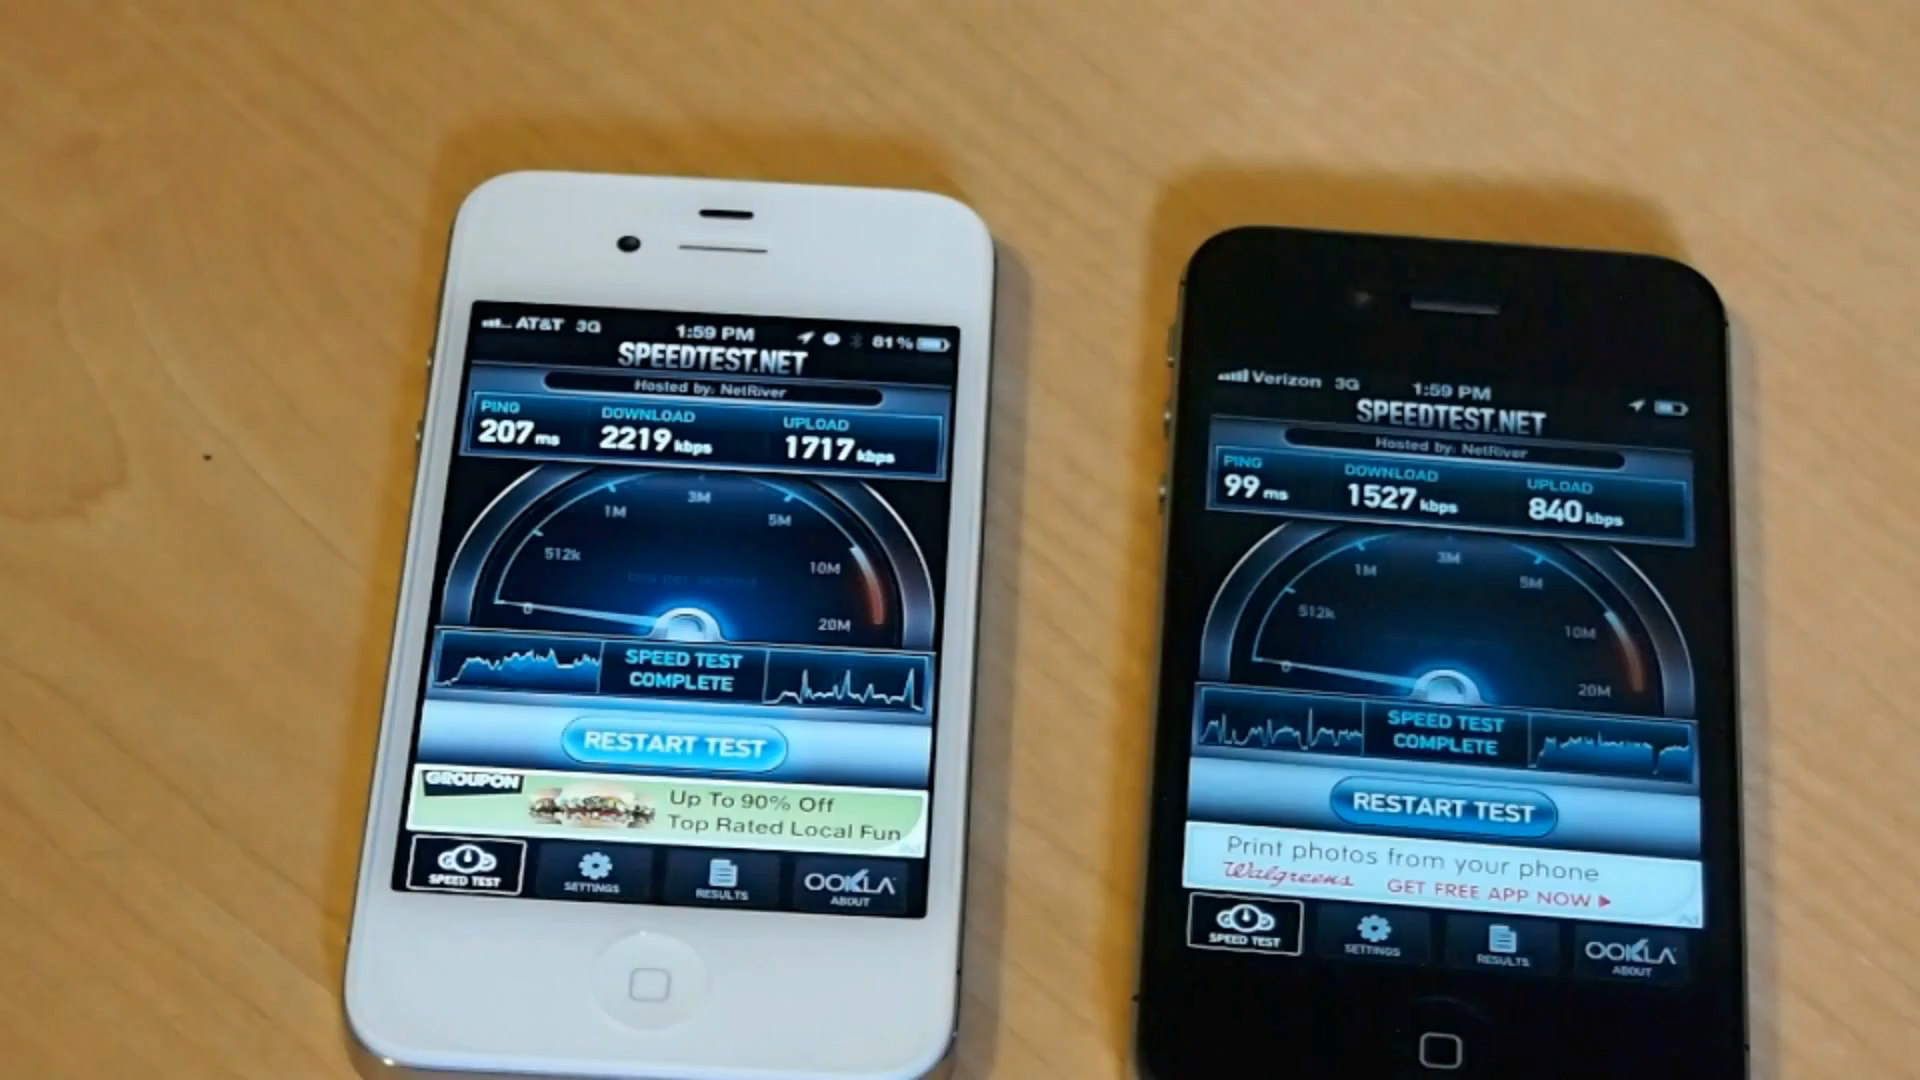 AT&T 3G 1:59 PM 81%
SPEEDTEST.NET
Hosted by: NetRiver
PING DOWNLOAD UPLOAD
207 ms 2219 kbps 1717 kbps
512k 1M 3M 5M 10M
0 20M
SPEED TEST
COMPLETE
RESTART TEST
GROUPON
Up To 90% Off
Top Rated Local Fun
Ad
SPEED TEST SETTINGS RESULTS OOKLA
ABOUT
Verizon 3G 1:59 PM
SPEEDTEST.NET
Hosted by: NetRiver
PING DOWNLOAD UPLOAD
99 ms 1527 kbps 840 kbps
512k 1M 3M 5M 10M
0 20M
SPEED TEST
COMPLETE
RESTART TEST
Print photos from your phone
Walgreens GET FREE APP NOW
Ad
SPEED TEST SETTINGS RESULTS OOKLA
ABOUT